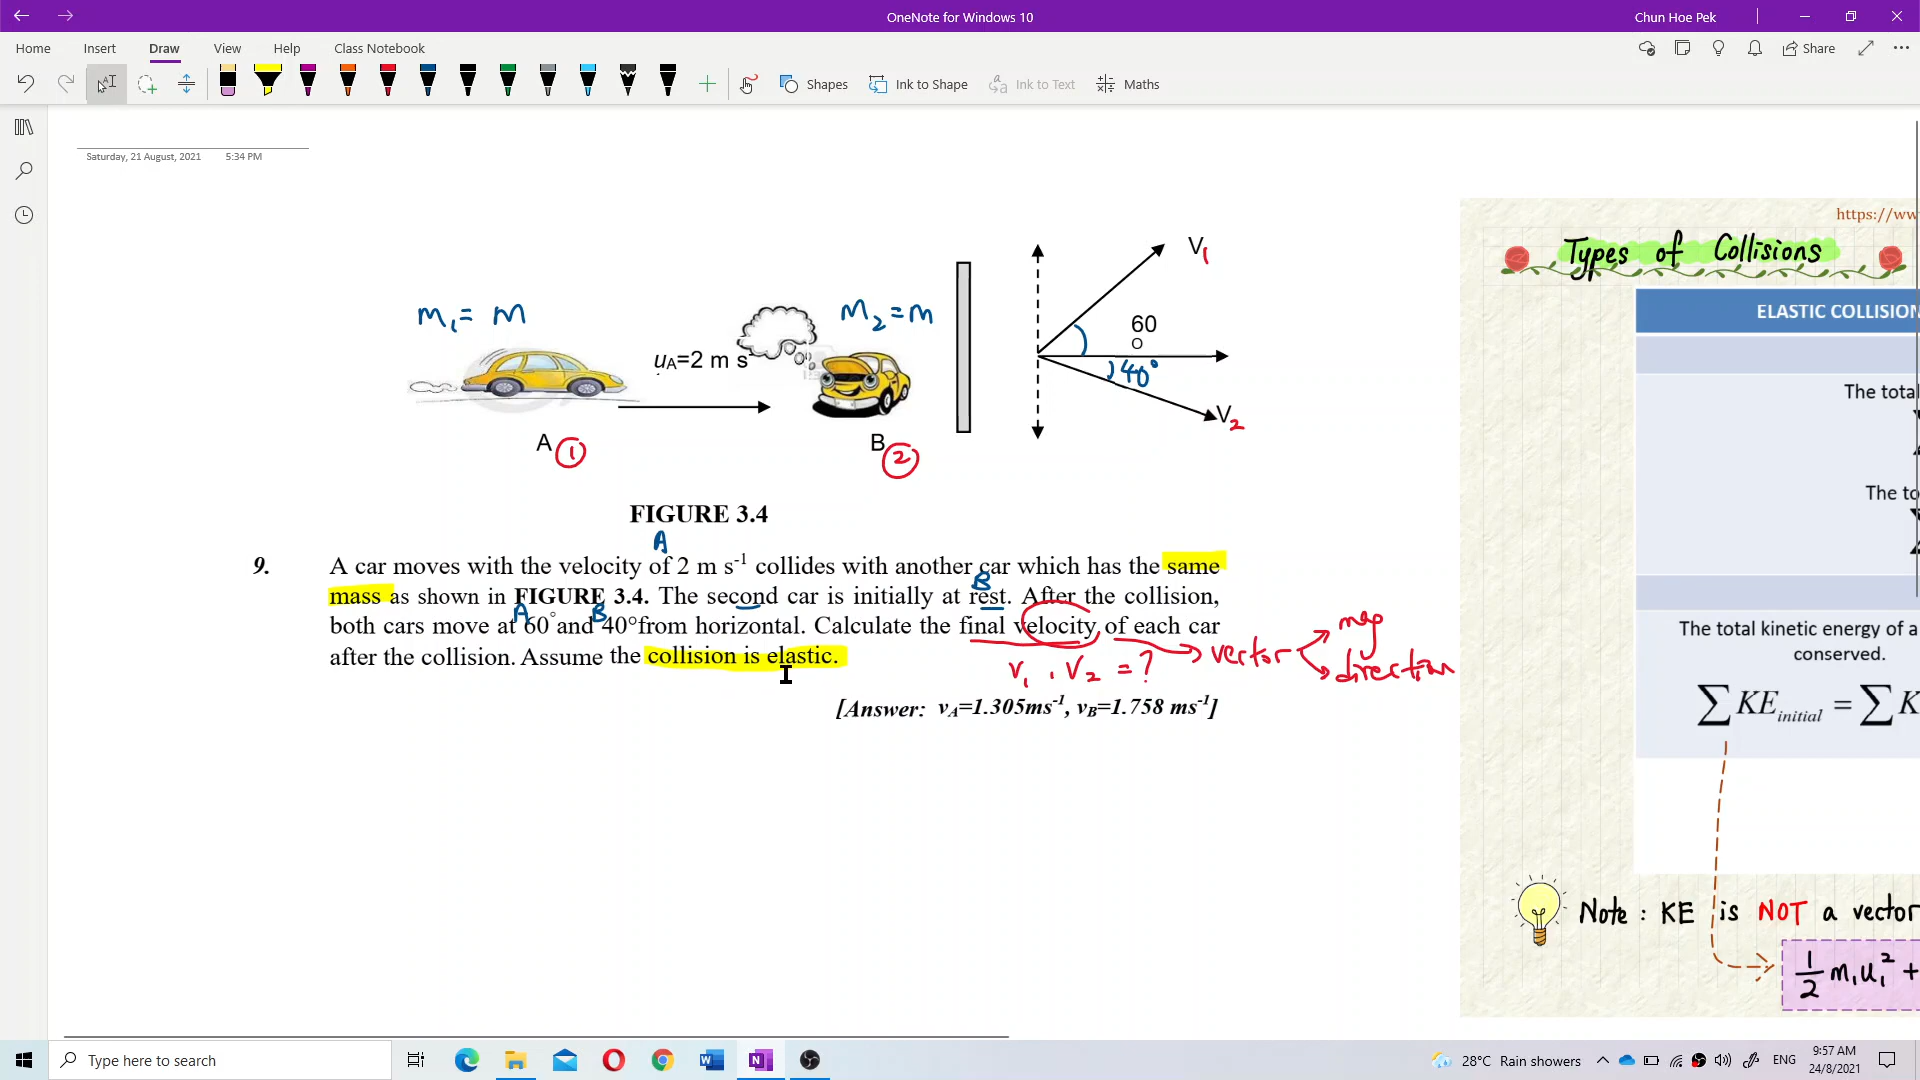 OneNote for Windows 10
Chun Hoe Pek
Home Insert Draw View Help Class Notebook
Share
Shapes Ink to Shape Ink to Text Maths
Saturday, 21 August, 2021 5:34 PM
https://ww
Types of Collisions
V1
m₁ = m
m₂ = m
60
O
uA=2 m s
40°
V2
A ①
B ②
ELASTIC COLLISION
The total
The to
FIGURE 3.4
A
9. A car moves with the velocity of 2 m s-1 collides with another car which has the same
B
mass as shown in FIGURE 3.4. The second car is initially at rest. After the collision,
A B
both cars move at 60° and 40°from horizontal. Calculate the final velocity of each car
after the collision. Assume the collision is elastic.
v₁, v₂ = ?
vector
mag
direction
[Answer: vA=1.305ms-1, vB=1.758 ms-1]
The total kinetic energy of a
conserved.
∑KEinitial = ∑K
Note : KE is NOT a vector
1/2 m₁u₁² +
Type here to search
28°C Rain showers
ENG
9:57 AM
24/8/2021